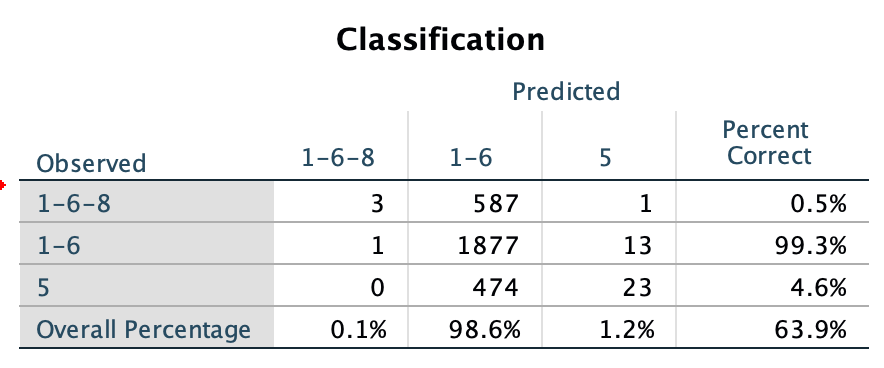 Classification
Predicted
Observed 1-6-8 1-6 5 Percent Correct
1-6-8 3 587 1 0.5%
1-6 1 1877 13 99.3%
5 0 474 23 4.6%
Overall Percentage 0.1% 98.6% 1.2% 63.9%